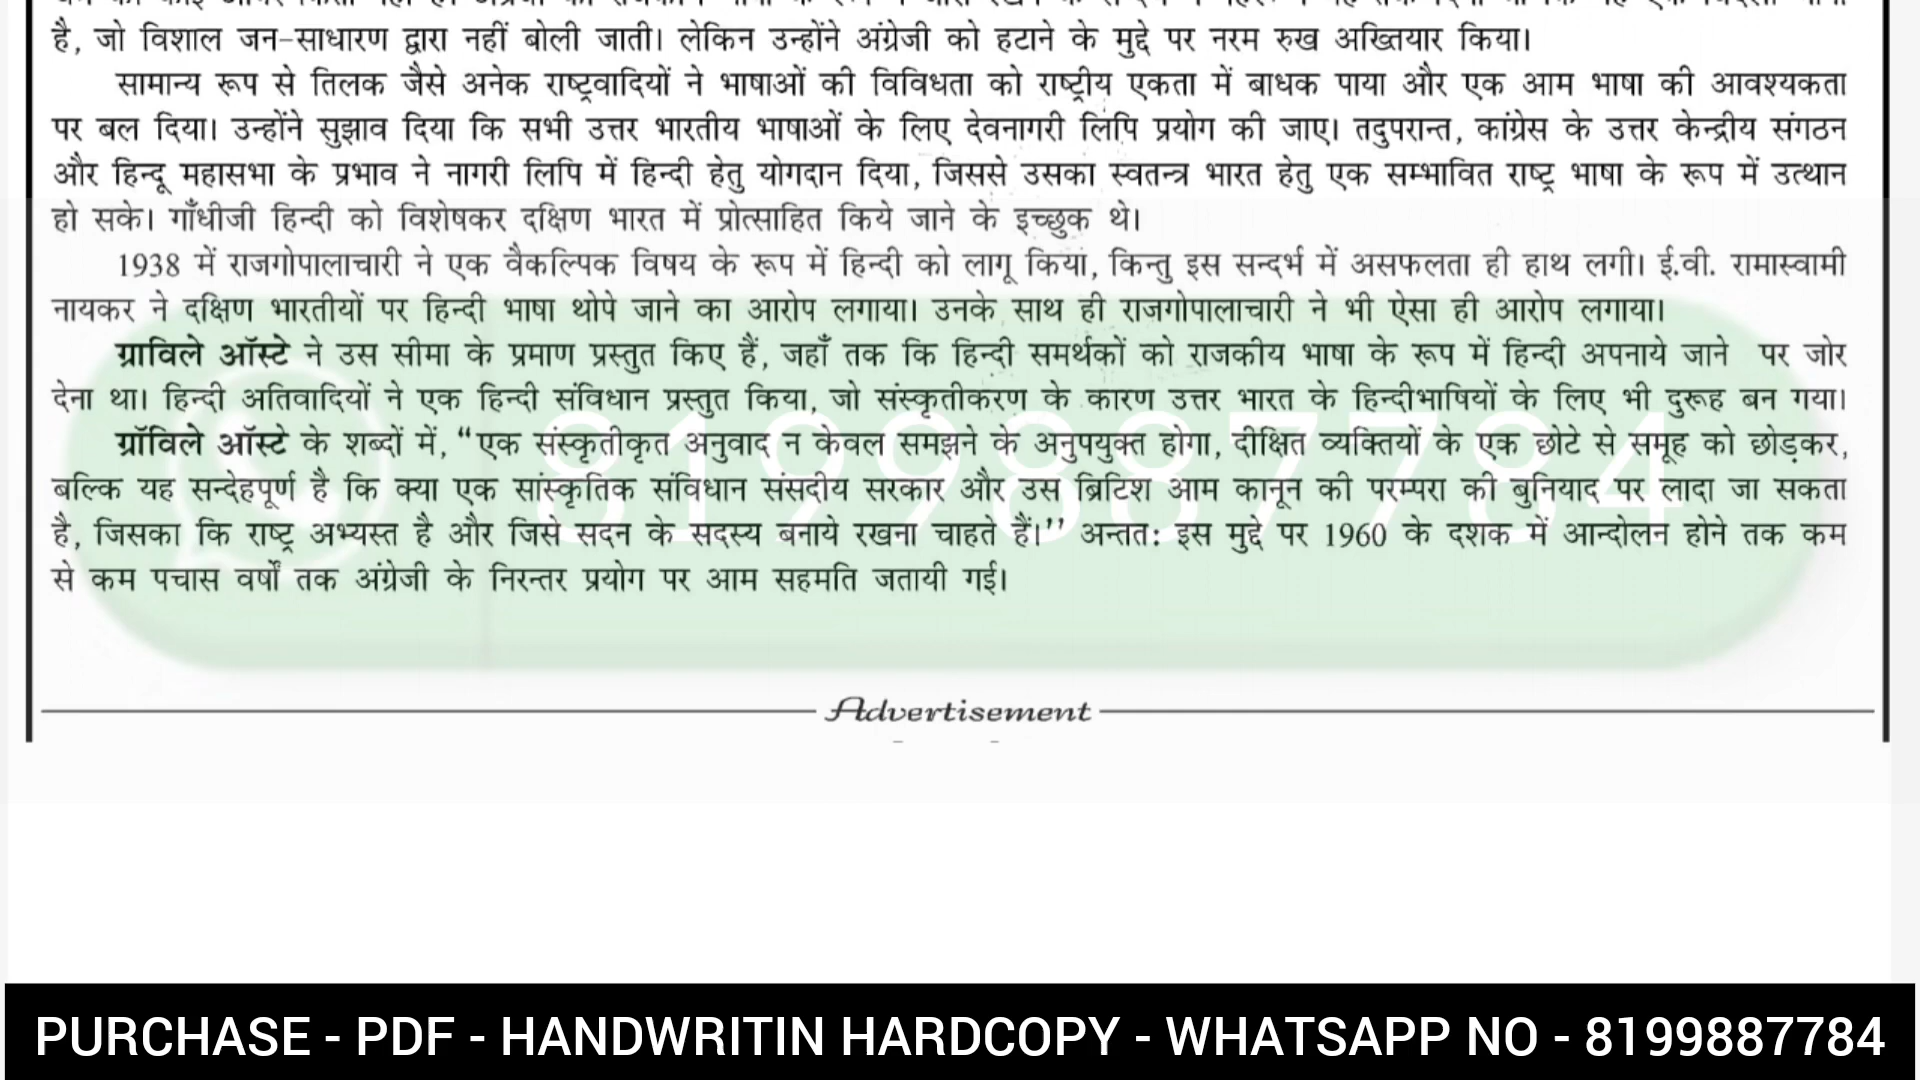 है, जो विशाल जन-साधारण द्वारा नहीं बोली जाती। लेकिन उन्होंने अंग्रेजी को हटाने के मुद्दे पर नरम रुख अख्तियार किया।
सामान्य रूप से तिलक जैसे अनेक राष्ट्रवादियों ने भाषाओं की विविधता को राष्ट्रीय एकता में बाधक पाया और एक आम भाषा की आवश्यकता
पर बल दिया। उन्होंने सुझाव दिया कि सभी उत्तर भारतीय भाषाओं के लिए देवनागरी लिपि प्रयोग की जाए। तदुपरान्त, कांग्रेस के उत्तर केन्द्रीय संगठन
और हिन्दू महासभा के प्रभाव ने नागरी लिपि में हिन्दी हेतु योगदान दिया, जिससे उसका स्वतन्त्र भारत हेतु एक सम्भावित राष्ट्र भाषा के रूप में उत्थान
हो सके। गाँधीजी हिन्दी को विशेषकर दक्षिण भारत में प्रोत्साहित किये जाने के इच्छुक थे।
1938 में राजगोपालाचारी ने एक वैकल्पिक विषय के रूप में हिन्दी को लागू किया, किन्तु इस सन्दर्भ में असफलता ही हाथ लगी। ई.वी. रामास्वामी
नायकर ने दक्षिण भारतीयों पर हिन्दी भाषा थोपे जाने का आरोप लगाया। उनके साथ ही राजगोपालाचारी ने भी ऐसा ही आरोप लगाया।
ग्राविले ऑस्टे ने उस सीमा के प्रमाण प्रस्तुत किए हैं, जहाँ तक कि हिन्दी समर्थकों को राजकीय भाषा के रूप में हिन्दी अपनाये जाने पर जोर
देना था। हिन्दी अतिवादियों ने एक हिन्दी संविधान प्रस्तुत किया, जो संस्कृतीकरण के कारण उत्तर भारत के हिन्दीभाषियों के लिए भी दुरूह बन गया।
ग्रॉविले ऑस्टे के शब्दों में, “एक संस्कृतीकृत अनुवाद न केवल समझने के अनुपयुक्त होगा, दीक्षित व्यक्तियों के एक छोटे से समूह को छोड़कर,
बल्कि यह सन्देहपूर्ण है कि क्या एक सांस्कृतिक संविधान संसदीय सरकार और उस ब्रिटिश आम कानून की परम्परा की बुनियाद पर लादा जा सकता
है, जिसका कि राष्ट्र अभ्यस्त है और जिसे सदन के सदस्य बनाये रखना चाहते हैं।’’ अन्तत: इस मुद्दे पर 1960 के दशक में आन्दोलन होने तक कम
से कम पचास वर्षों तक अंग्रेजी के निरन्तर प्रयोग पर आम सहमति जतायी गई।
8199887784
Advertisement
PURCHASE - PDF - HANDWRITIN HARDCOPY - WHATSAPP NO - 8199887784